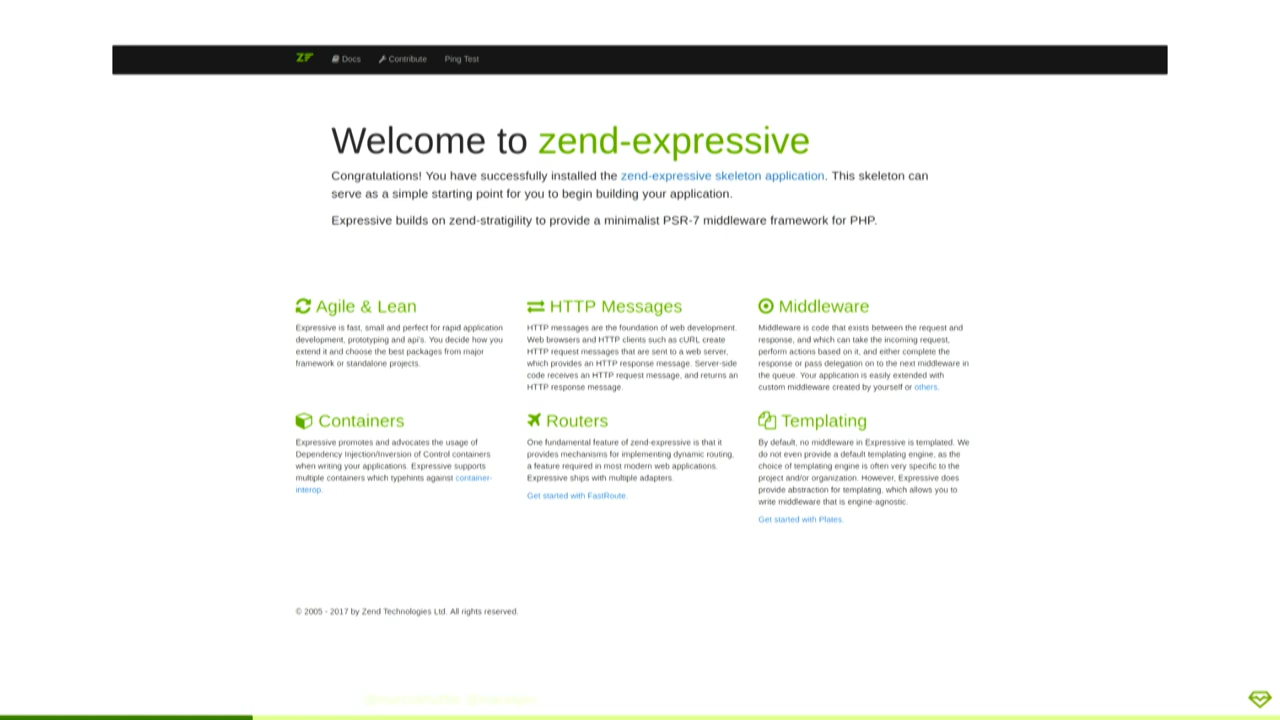 ZF Docs Contribute Ping Test
Welcome to zend-expressive
Congratulations! You have successfully installed the zend-expressive skeleton application. This skeleton can
serve as a simple starting point for you to begin building your application.
Expressive builds on zend-stratigility to provide a minimalist PSR-7 middleware framework for PHP.
Agile & Lean
Expressive is fast, small and perfect for rapid application
development, prototyping and api's. You decide how you
extend it and choose the best packages from major
framework or standalone projects.
HTTP Messages
HTTP messages are the foundation of web development.
Web browsers and HTTP clients such as cURL create
HTTP request messages that are sent to a web server,
which provides an HTTP response message. Server-side
code receives an HTTP request message, and returns an
HTTP response message.
Middleware
Middleware is code that exists between the request and
response, and which can take the incoming request,
perform actions based on it, and either complete the
response or pass delegation on to the next middleware in
the queue. Your application is easily extended with
custom middleware created by yourself or others.
Containers
Expressive promotes and advocates the usage of
Dependency Injection/Inversion of Control containers
when writing your applications. Expressive supports
multiple containers which typehints against container-
interop.
Routers
One fundamental feature of zend-expressive is that it
provides mechanisms for implementing dynamic routing,
a feature required in most modern web applications.
Expressive ships with multiple adapters.
Get started with FastRoute.
Templating
By default, no middleware in Expressive is templated. We
do not even provide a default templating engine, as the
choice of templating engine is often very specific to the
project and/or organization. However, Expressive does
provide abstraction for templating, which allows you to
write middleware that is engine-agnostic.
Get started with Plates.
© 2005 - 2017 by Zend Technologies Ltd. All rights reserved.